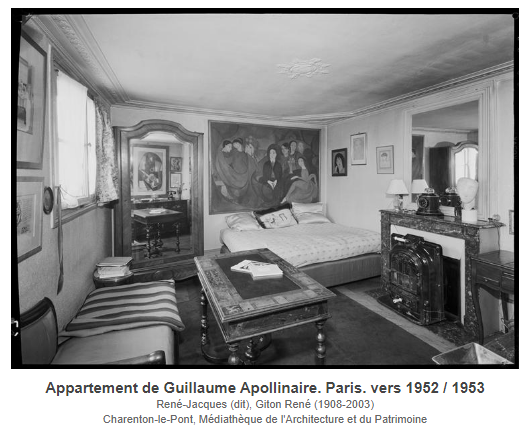 Appartement de Guillaume Apollinaire. Paris. vers 1952 / 1953
René-Jacques (dit), Giton René (1908-2003)
Charenton-le-Pont, Médiathèque de l'Architecture et du Patrimoine